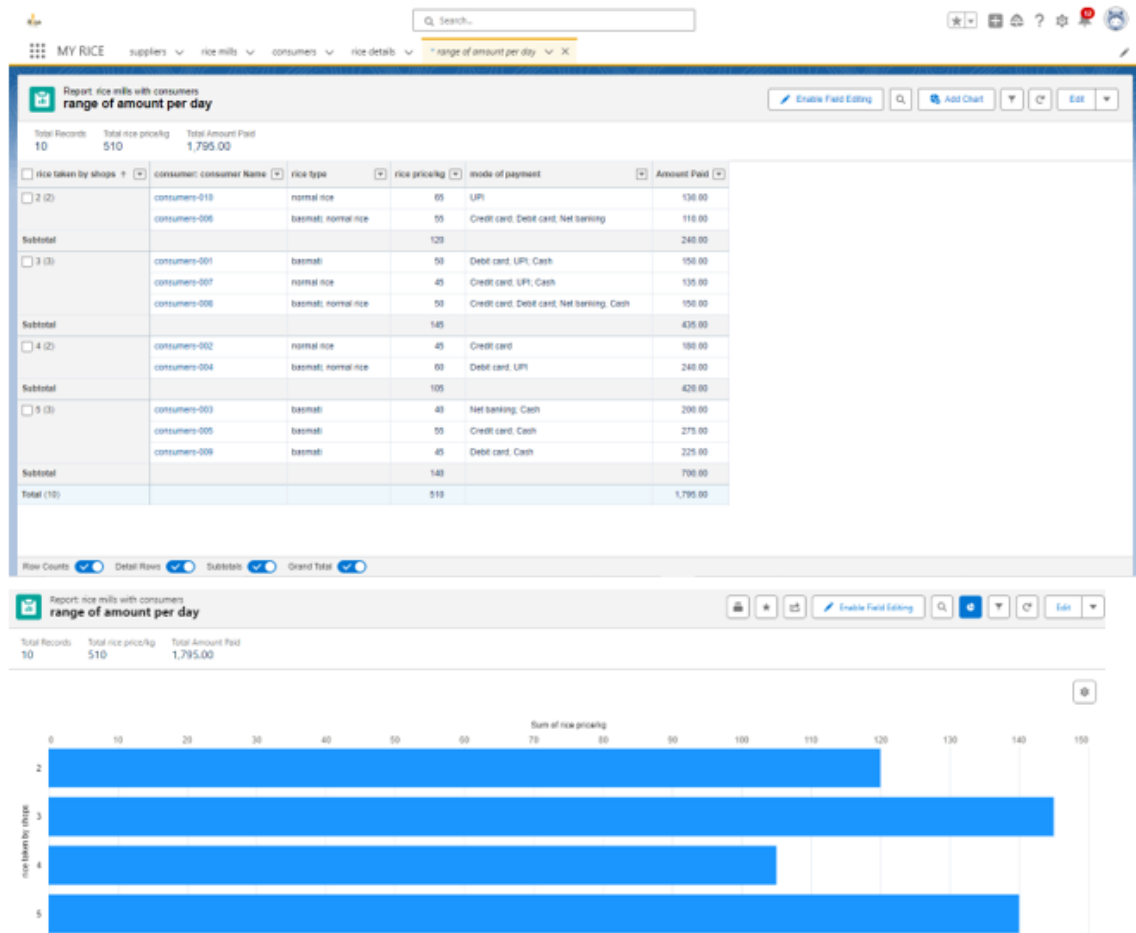 Search...
10
MY RICE suppliers rice mills consumers rice details * range of amount per day
Report: rice mills with consumers
range of amount per day
Enable Field Editing Add Chart Edit
Total Records Total rice price/kg Total Amount Paid
10 510 1,795.00
rice taken by shops ↑ consumer: consumer Name rice type rice price/kg mode of payment Amount Paid
2 (2) consumers-010 normal rice 65 UPI 130.00
consumers-006 basmati; normal rice 55 Credit card; Debit card; Net banking 110.00
Subtotal 120 240.00
3 (3) consumers-001 basmati 50 Debit card; UPI; Cash 150.00
consumers-007 normal rice 45 Credit card; UPI; Cash 135.00
consumers-008 basmati; normal rice 50 Credit card; Debit card; Net banking; Cash 150.00
Subtotal 145 435.00
4 (2) consumers-002 normal rice 45 Credit card 180.00
consumers-004 basmati; normal rice 60 Debit card; UPI 240.00
Subtotal 105 420.00
5 (3) consumers-003 basmati 40 Net banking; Cash 200.00
consumers-005 basmati 55 Credit card; Cash 275.00
consumers-009 basmati 45 Debit card; Cash 225.00
Subtotal 140 700.00
Total (10) 510 1,795.00
Row Counts Detail Rows Subtotals Grand Total
Report: rice mills with consumers
range of amount per day
Enable Field Editing Edit
Total Records Total rice price/kg Total Amount Paid
10 510 1,795.00
Sum of rice price/kg
0 10 20 30 40 50 60 70 80 90 100 110 120 130 140 150
rice taken by shops
2
3
4
5